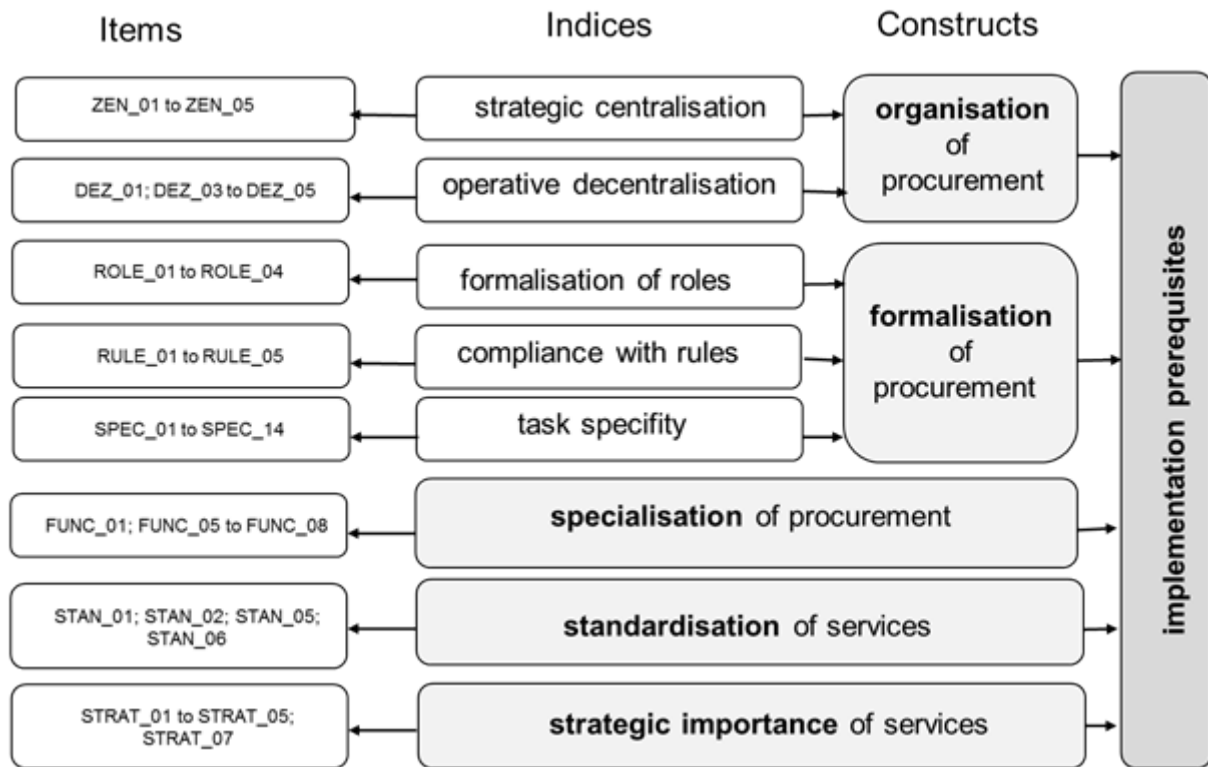 Items
Indices
Constructs
ZEN_01 to ZEN_05
strategic centralisation
organisation
of
procurement
DEZ_01; DEZ_03 to DEZ_05
operative decentralisation
ROLE_01 to ROLE_04
formalisation of roles
formalisation
of
procurement
RULE_01 to RULE_05
compliance with rules
SPEC_01 to SPEC_14
task specifity
FUNC_01; FUNC_05 to FUNC_08
specialisation of procurement
STAN_01; STAN_02; STAN_05;
STAN_06
standardisation of services
STRAT_01 to STRAT_05;
STRAT_07
strategic importance of services
implementation prerequisites